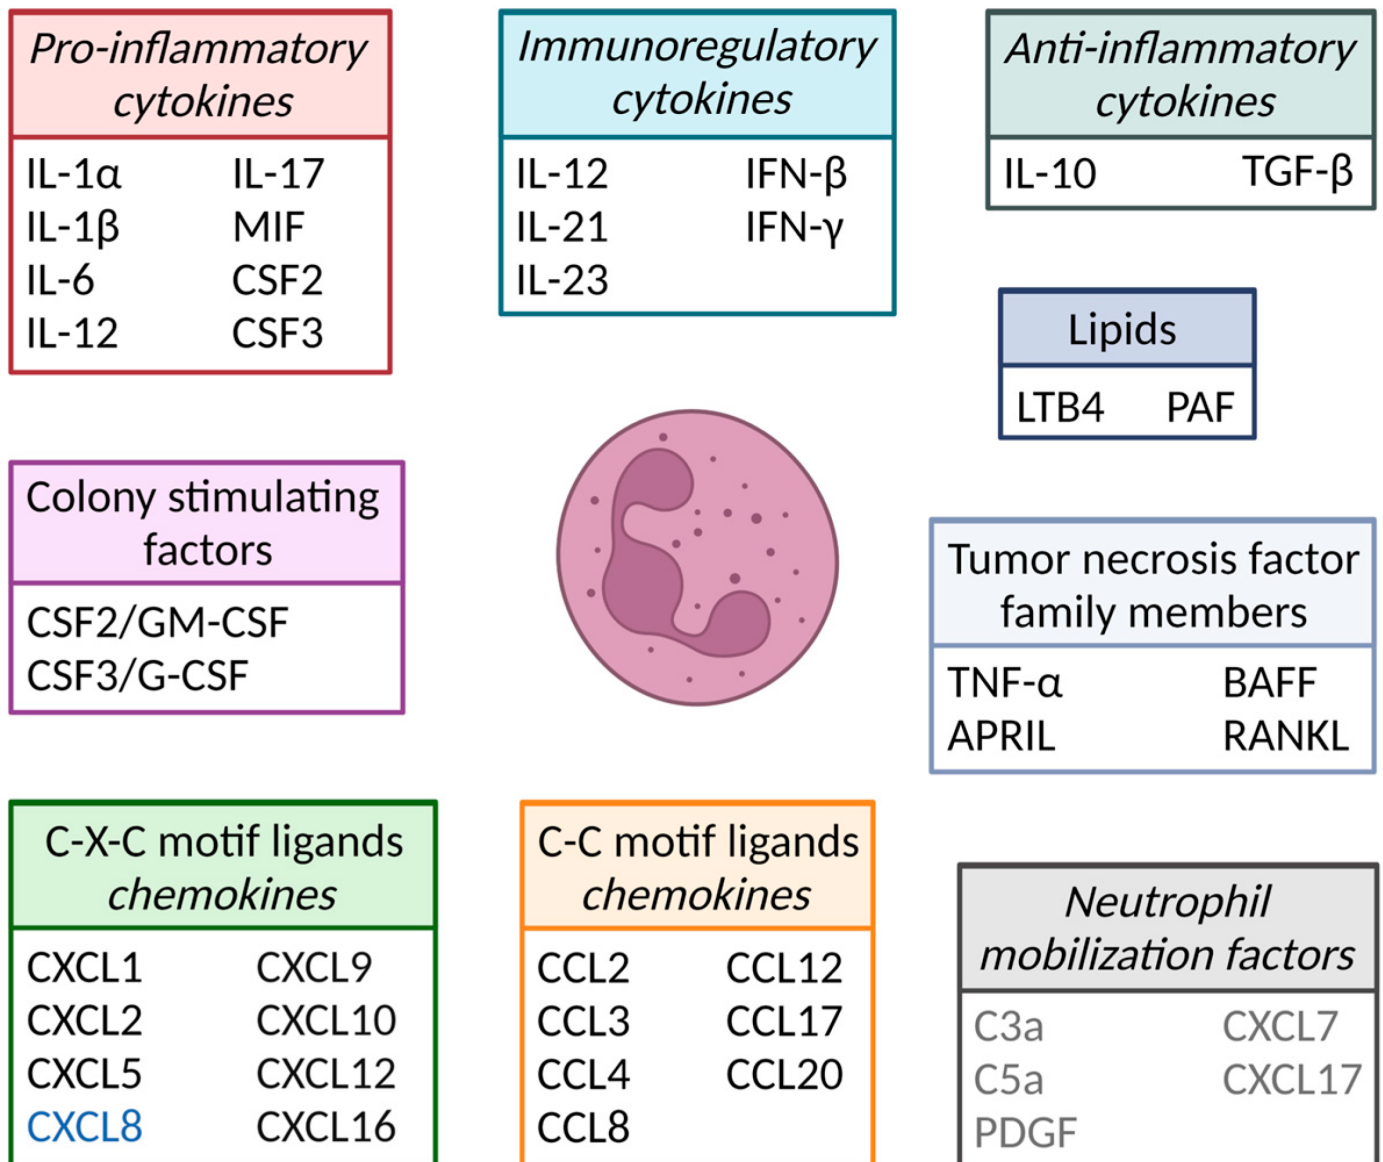 Pro-inflammatory
cytokines
IL-1α IL-17
IL-1β MIF
IL-6 CSF2
IL-12 CSF3
Immunoregulatory
cytokines
IL-12 IFN-β
IL-21 IFN-γ
IL-23
Anti-inflammatory
cytokines
IL-10 TGF-β
Lipids
LTB4 PAF
Colony stimulating
factors
CSF2/GM-CSF
CSF3/G-CSF
Tumor necrosis factor
family members
TNF-α BAFF
APRIL RANKL
C-X-C motif ligands
chemokines
CXCL1 CXCL9
CXCL2 CXCL10
CXCL5 CXCL12
CXCL8 CXCL16
C-C motif ligands
chemokines
CCL2 CCL12
CCL3 CCL17
CCL4 CCL20
CCL8
Neutrophil
mobilization factors
C3a CXCL7
C5a CXCL17
PDGF